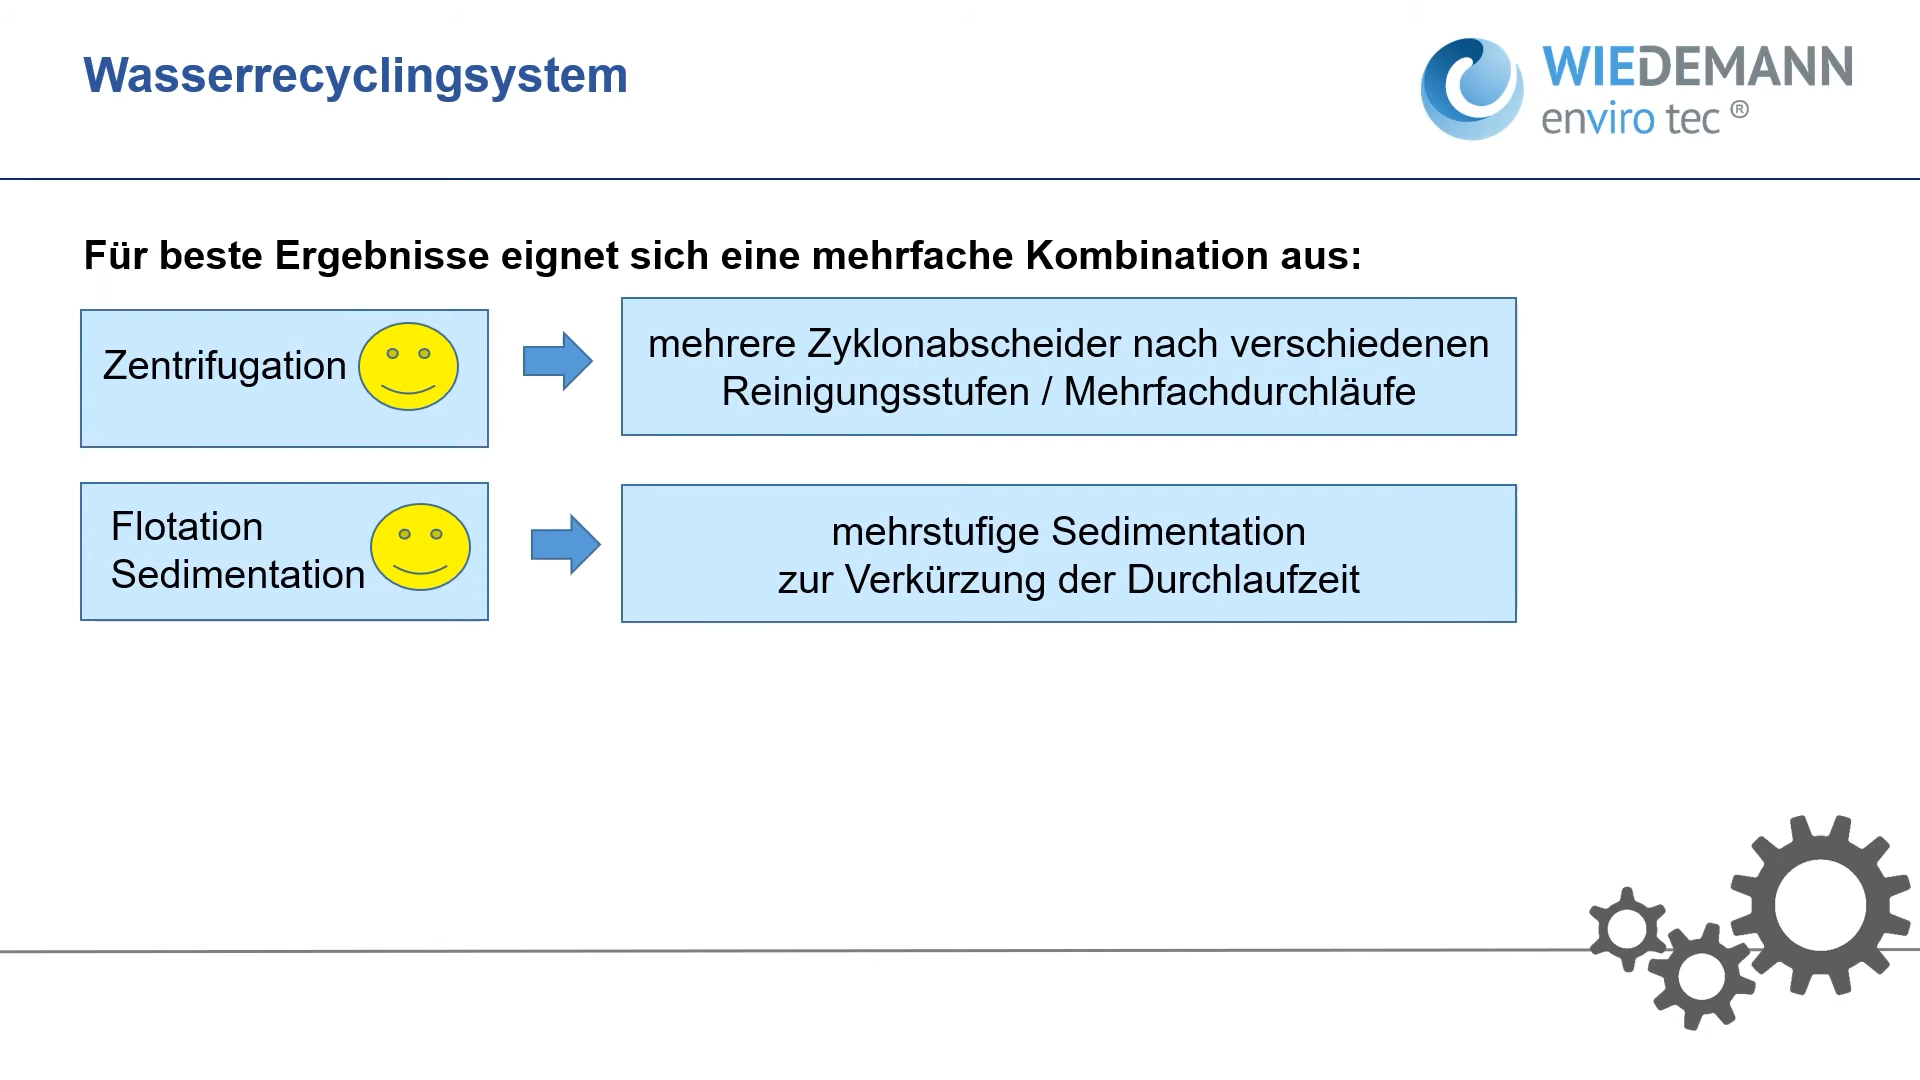 Wasserrecyclingsystem
WIEDEMANN
enviro tec ®
Für beste Ergebnisse eignet sich eine mehrfache Kombination aus:
Zentrifugation
mehrere Zyklonabscheider nach verschiedenen
Reinigungsstufen / Mehrfachdurchläufe
Flotation
Sedimentation
mehrstufige Sedimentation
zur Verkürzung der Durchlaufzeit